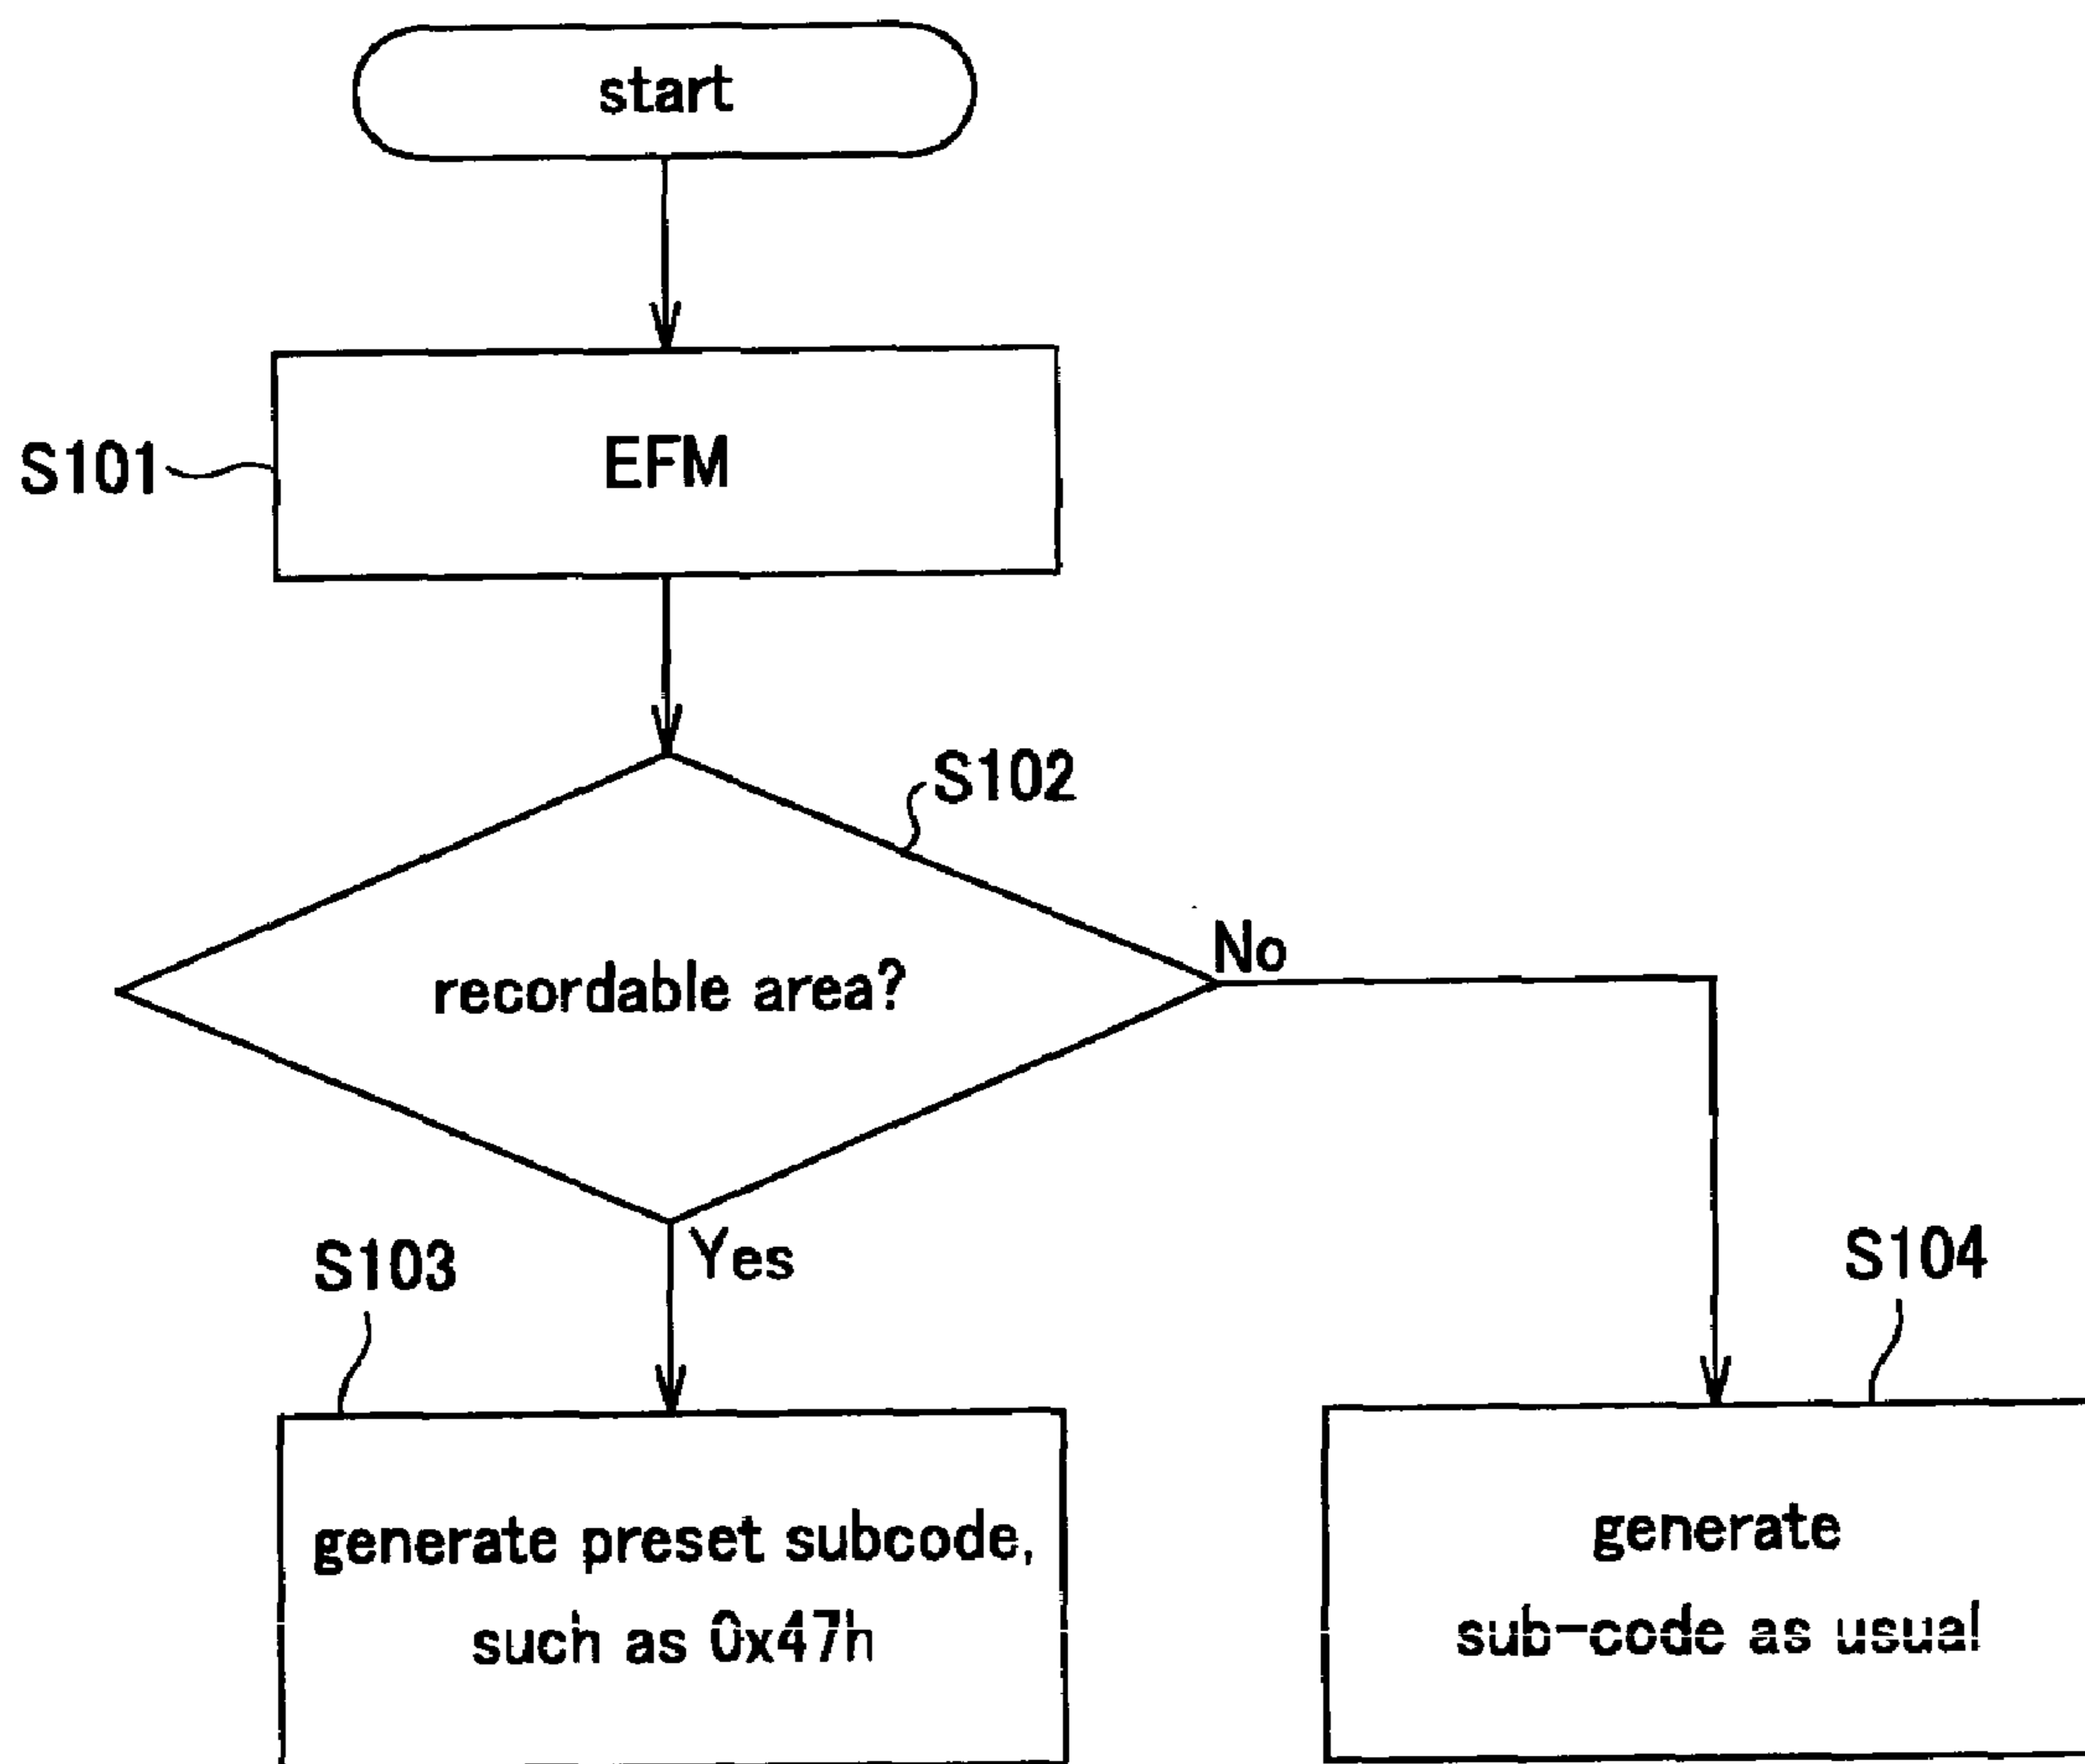 start
S101
EFM
S102
No
recordable area?
Yes
S103
S104
generate preset subcode,
such as 0x47h
generate
sub-code as usual